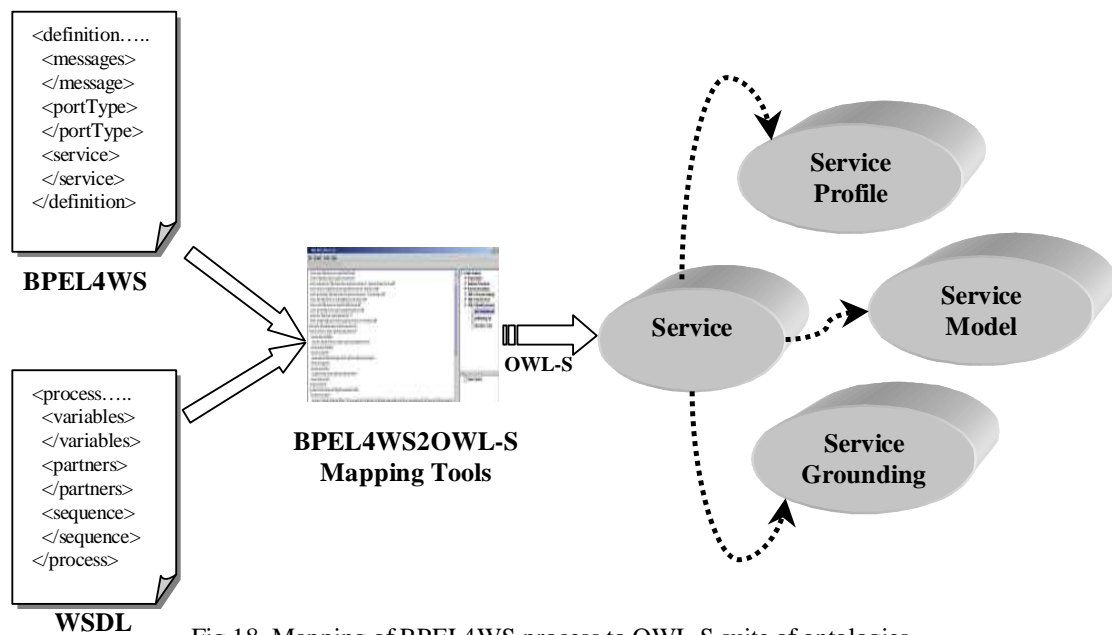 <definition…..
<messages>
</message>
<portType>
</portType>
<service>
</service>
</definition>
BPEL4WS
<process…..
<variables>
</variables>
<partners>
</partners>
<sequence>
</sequence>
</process>
WSDL
BPEL4WS2OWL-S
Mapping Tools
OWL-S
Service
Service
Profile
Service
Model
Service
Grounding
Fig 18. Mapping of BPEL4WS process to OWL-S suite of ontologies